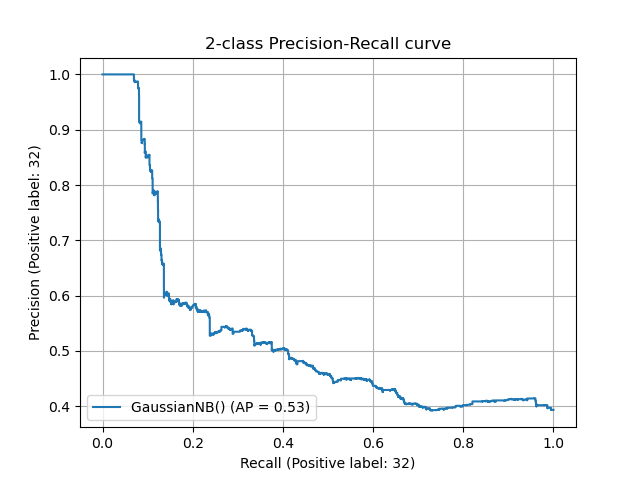 2-class Precision-Recall curve
1.0
0.9
0.8
0.7
0.6
0.5
0.4
Precision (Positive label: 32)
GaussianNB() (AP = 0.53)
0.0 0.2 0.4 0.6 0.8 1.0
Recall (Positive label: 32)